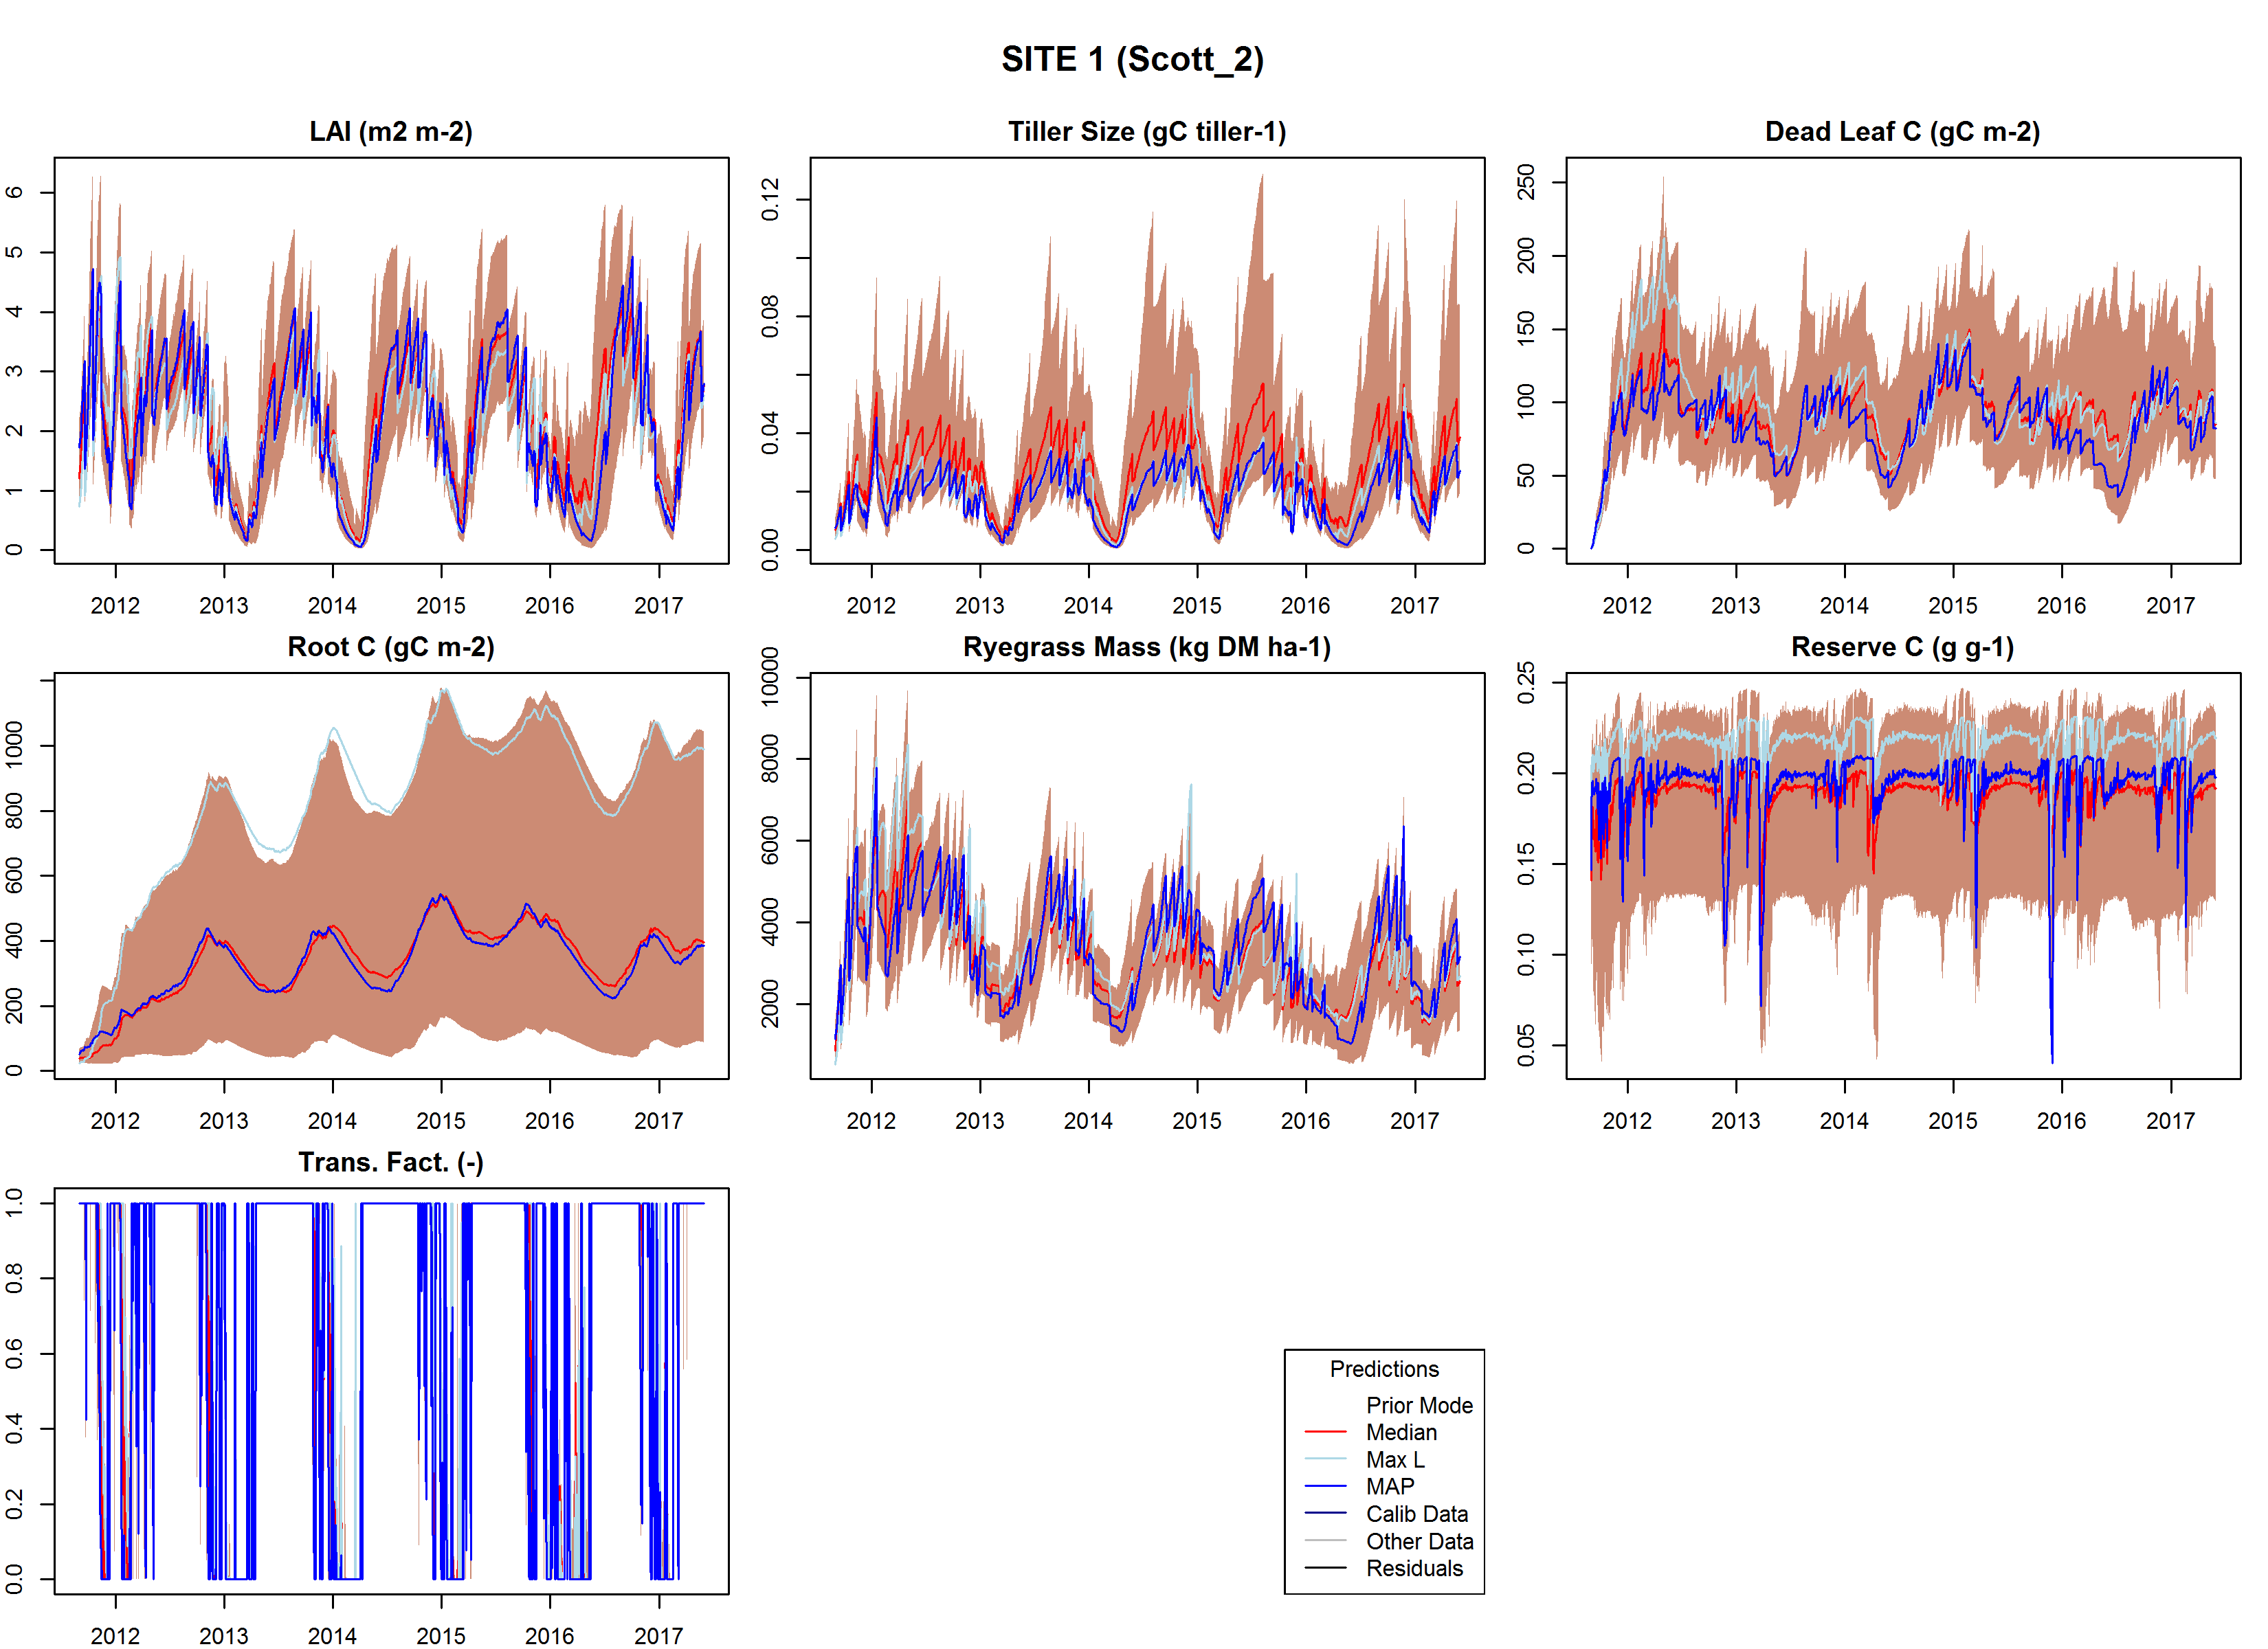 SITE 1 (Scott_2)
LAI (m2 m-2)
0 1 2 3 4 5 6
2012 2013 2014 2015 2016 2017
Tiller Size (gC tiller-1)
0.00 0.04 0.08 0.12
2012 2013 2014 2015 2016 2017
Dead Leaf C (gC m-2)
0 50 100 150 200 250
2012 2013 2014 2015 2016 2017
Root C (gC m-2)
0 200 400 600 800 1000
2012 2013 2014 2015 2016 2017
Ryegrass Mass (kg DM ha-1)
2000 4000 6000 8000 10000
2012 2013 2014 2015 2016 2017
Reserve C (g g-1)
0.05 0.10 0.15 0.20 0.25
2012 2013 2014 2015 2016 2017
Trans. Fact. (-)
0.0 0.2 0.4 0.6 0.8 1.0
2012 2013 2014 2015 2016 2017
Predictions
Prior Mode
Median
Max L
MAP
Calib Data
Other Data
Residuals